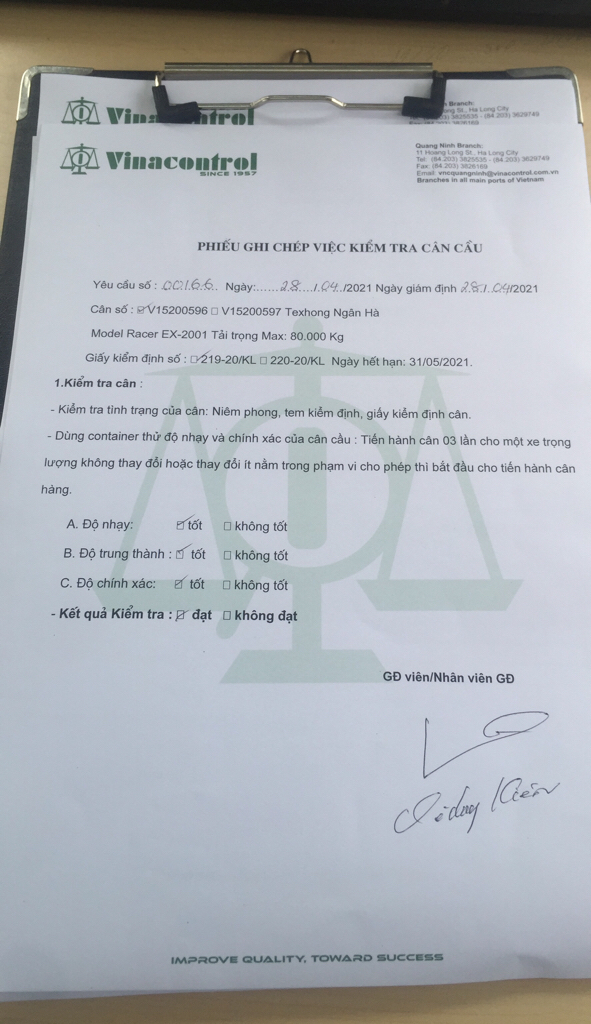 Vinacontrol
SINCE 1957
Quang Ninh Branch:
11 Hoang Long St., Ha Long City
Tel: (84.203) 3825535 - (84.203) 3629749
Fax: (84.203) 3826169
Email: vncquangninh@vinacontrol.com.vn
Branches in all main ports of Vietnam
PHIẾU GHI CHÉP VIỆC KIỂM TRA CÂN CẦU
Yêu cầu số : 00166 Ngày:......28.../.04../2021 Ngày giám định 28/.04/2021
Cân số : ☑V15200596 ☐ V15200597 Texhong Ngân Hà
Model Racer EX-2001 Tải trọng Max: 80.000 Kg
Giấy kiểm định số : ☑219-20/KL ☐ 220-20/KL Ngày hết hạn: 31/05/2021.
1.Kiểm tra cân :
- Kiểm tra tình trạng của cân: Niêm phong, tem kiểm định, giấy kiểm định cân.
- Dùng container thử độ nhạy và chính xác của cân cầu : Tiến hành cân 03 lần cho một xe trọng
lượng không thay đổi hoặc thay đổi ít nằm trong phạm vi cho phép thì bắt đầu cho tiến hành cân
hàng.
A. Độ nhạy: ☑ tốt ☐ không tốt
B. Độ trung thành : ☑ tốt ☐ không tốt
C. Độ chính xác: ☑ tốt ☐ không tốt
- Kết quả Kiểm tra : ☑ đạt ☐ không đạt
GĐ viên/Nhân viên GĐ
IMPROVE QUALITY, TOWARD SUCCESS